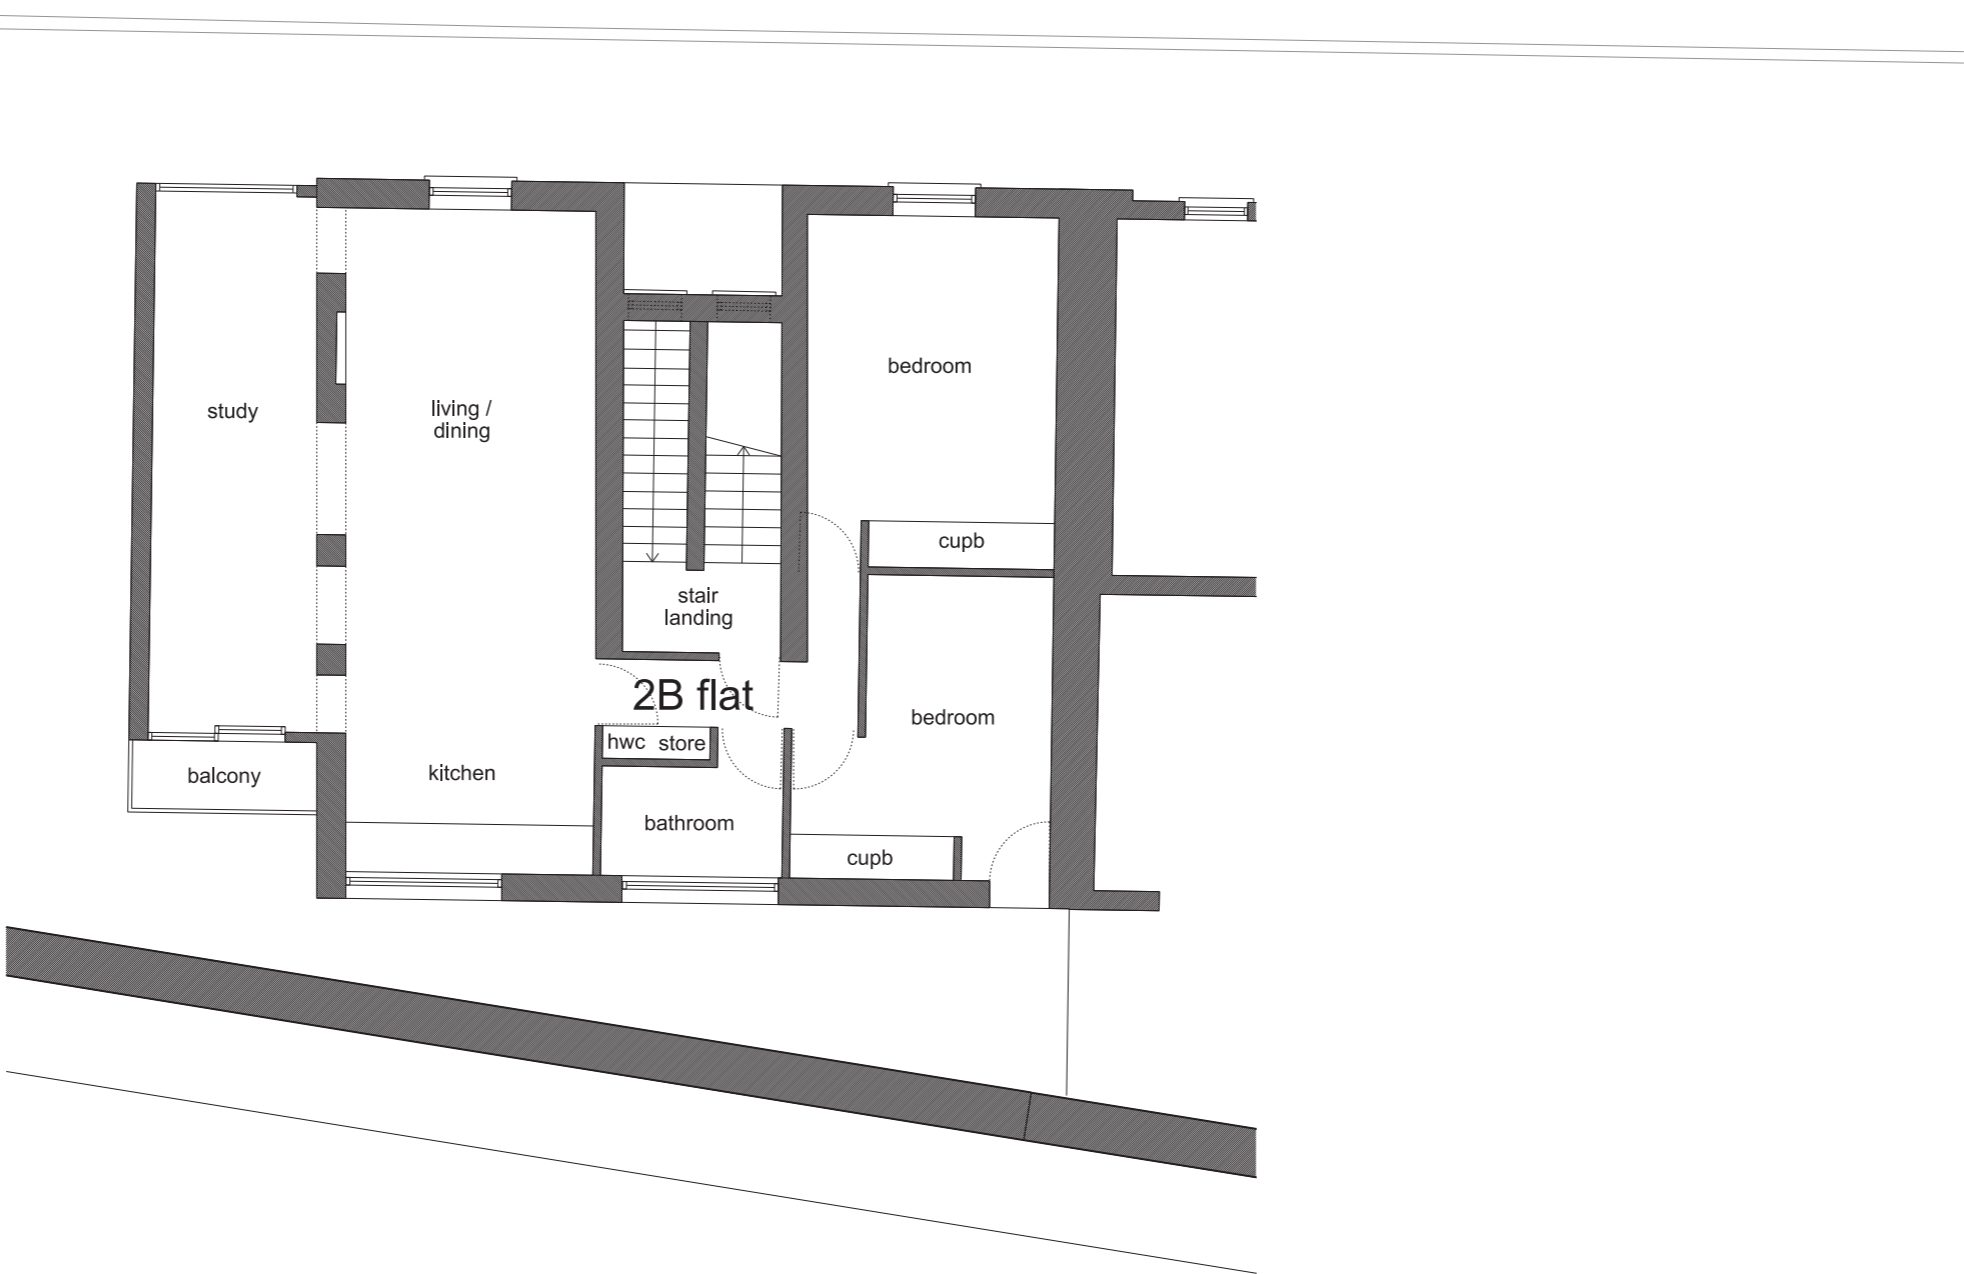 bedroom
study
living /
dining
cupb
stair
landing
2B flat
bedroom
hwc store
balcony
kitchen
bathroom
cupb